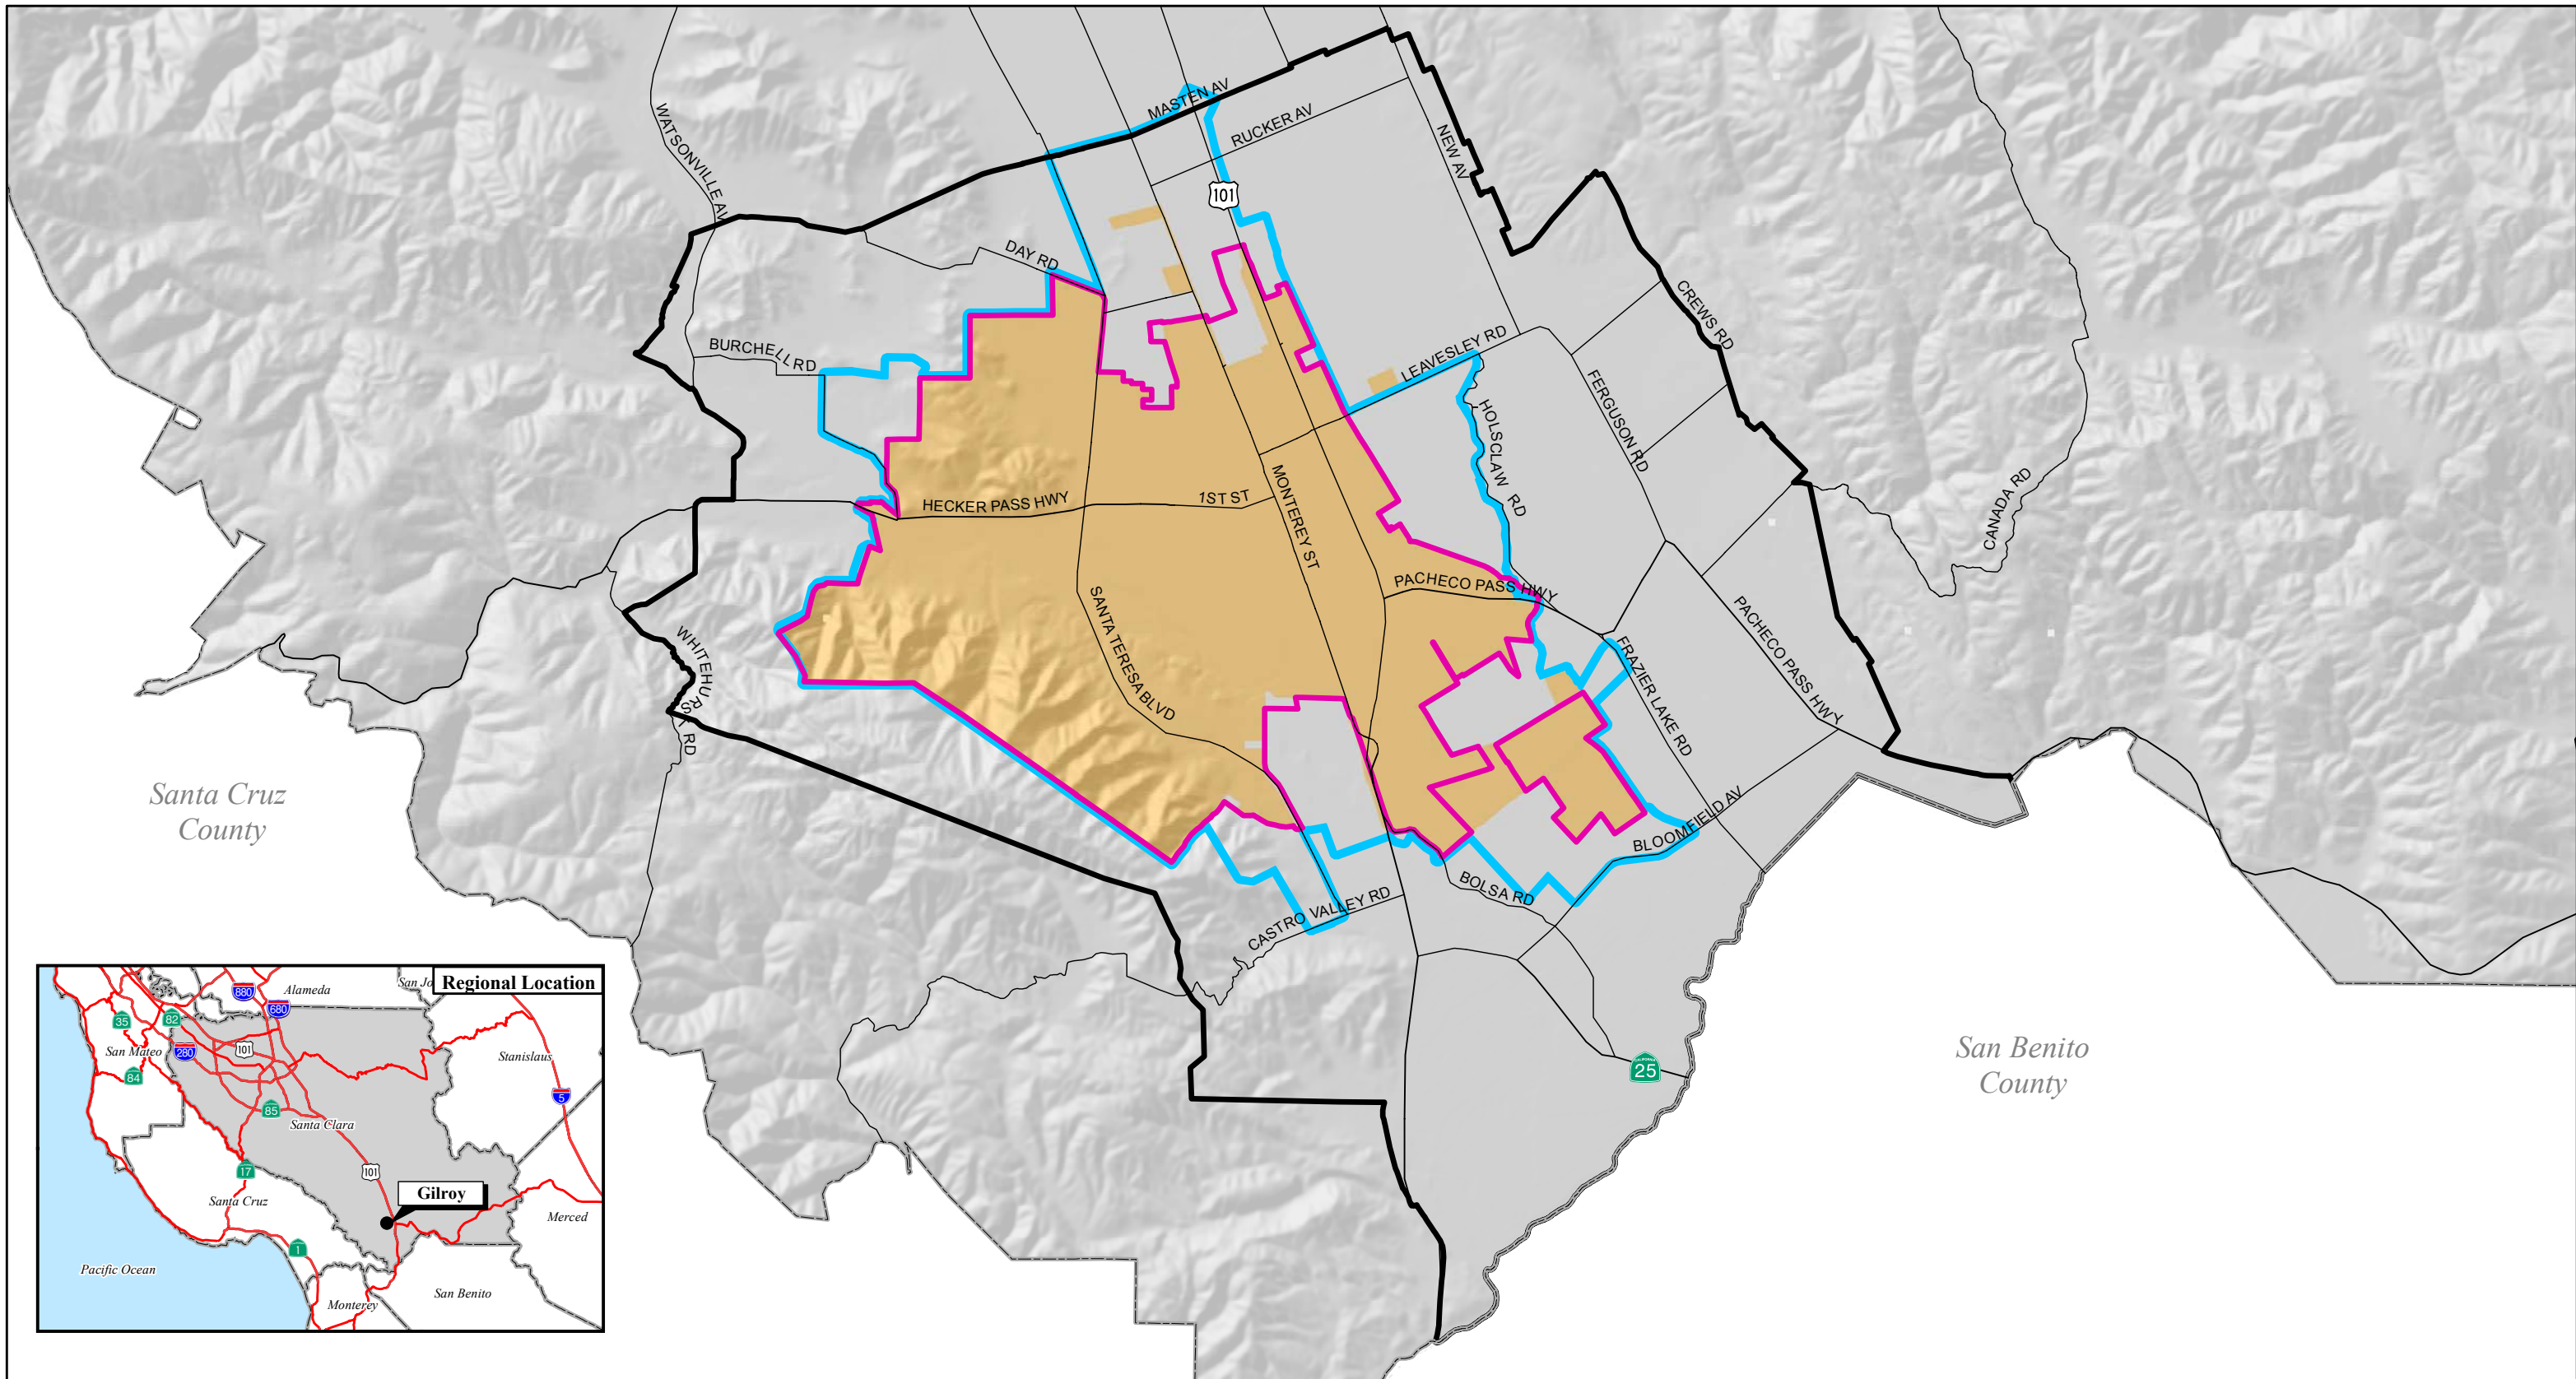 MASTEN AV
RUCKER AV
WATSONVILLE AV
NEW AV
101
DAY RD
CREWS RD
BURCHELL RD
LEAVESLEY RD
FERGUSON RD
HOLSCLAW RD
HECKER PASS HWY
1ST ST
MONTEREY ST
CANADA RD
PACHECO PASS HWY
SANTA TERESA BLVD
PACHECO PASS HWY
WHITEHURST RD
FRAZIER LAKE RD
Santa Cruz
County
BLOOMFIELD AV
BOLSA RD
CASTRO VALLEY RD
San Benito
County
CALIFORNIA
25
Regional Location
880
Alameda
San Jo
680
35
82
San Mateo
280
101
Stanislaus
84
5
85
Santa Clara
17
101
Gilroy
Santa Cruz
Merced
1
Pacific Ocean
San Benito
Monterey